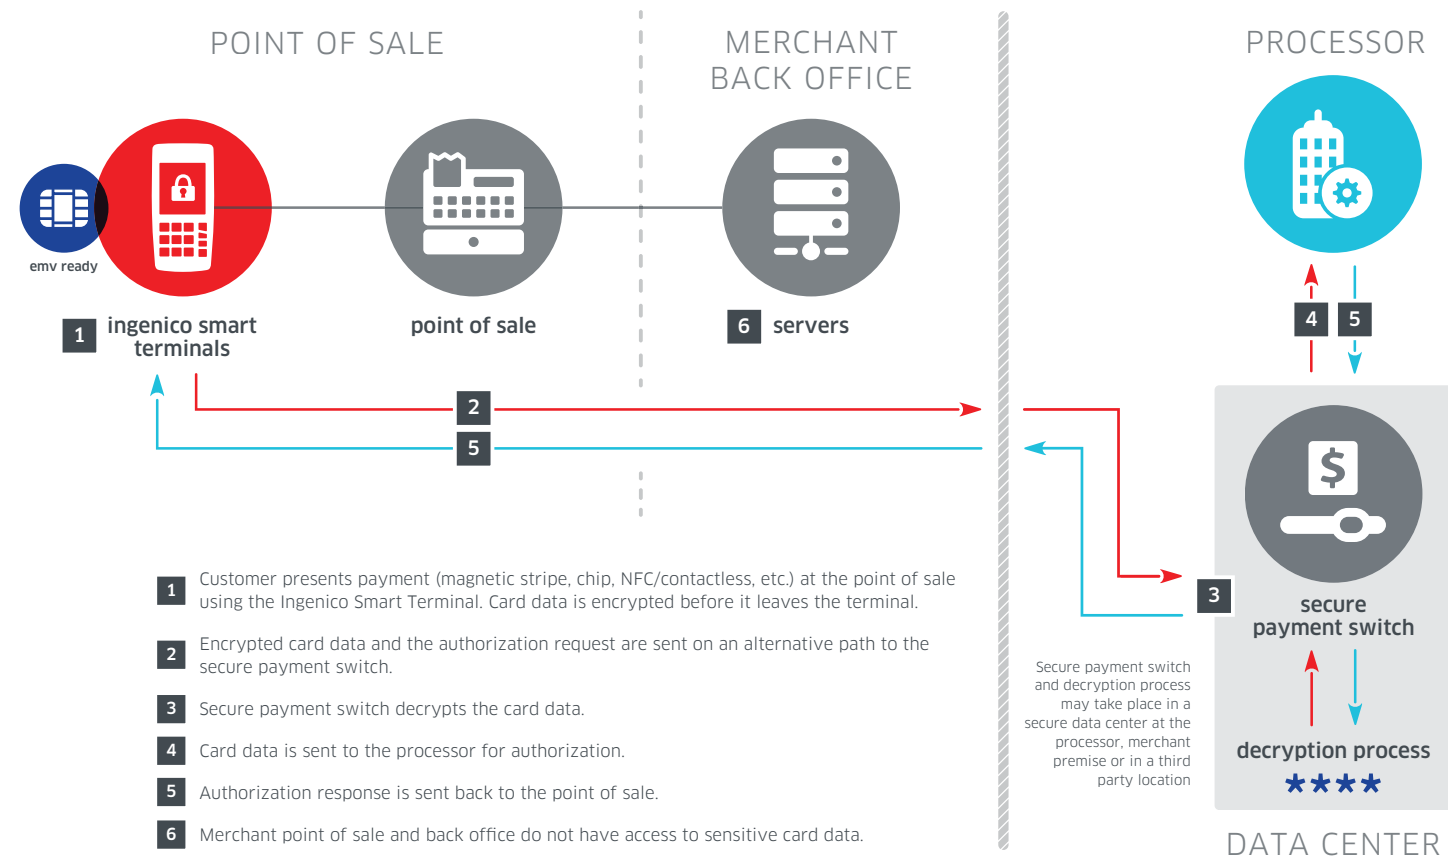 POINT OF SALE
MERCHANT
BACK OFFICE
PROCESSOR
emv ready
1
ingenico smart
terminals
point of sale
6
servers
4
5
2
5
3
secure
payment switch
decryption process
****
DATA CENTER
Secure payment switch
and decryption process
may take place in a
secure data center at the
processor, merchant
premise or in a third
party location
1 Customer presents payment (magnetic stripe, chip, NFC/contactless, etc.) at the point of sale
using the Ingenico Smart Terminal. Card data is encrypted before it leaves the terminal.
2 Encrypted card data and the authorization request are sent on an alternative path to the
secure payment switch.
3 Secure payment switch decrypts the card data.
4 Card data is sent to the processor for authorization.
5 Authorization response is sent back to the point of sale.
6 Merchant point of sale and back office do not have access to sensitive card data.
$